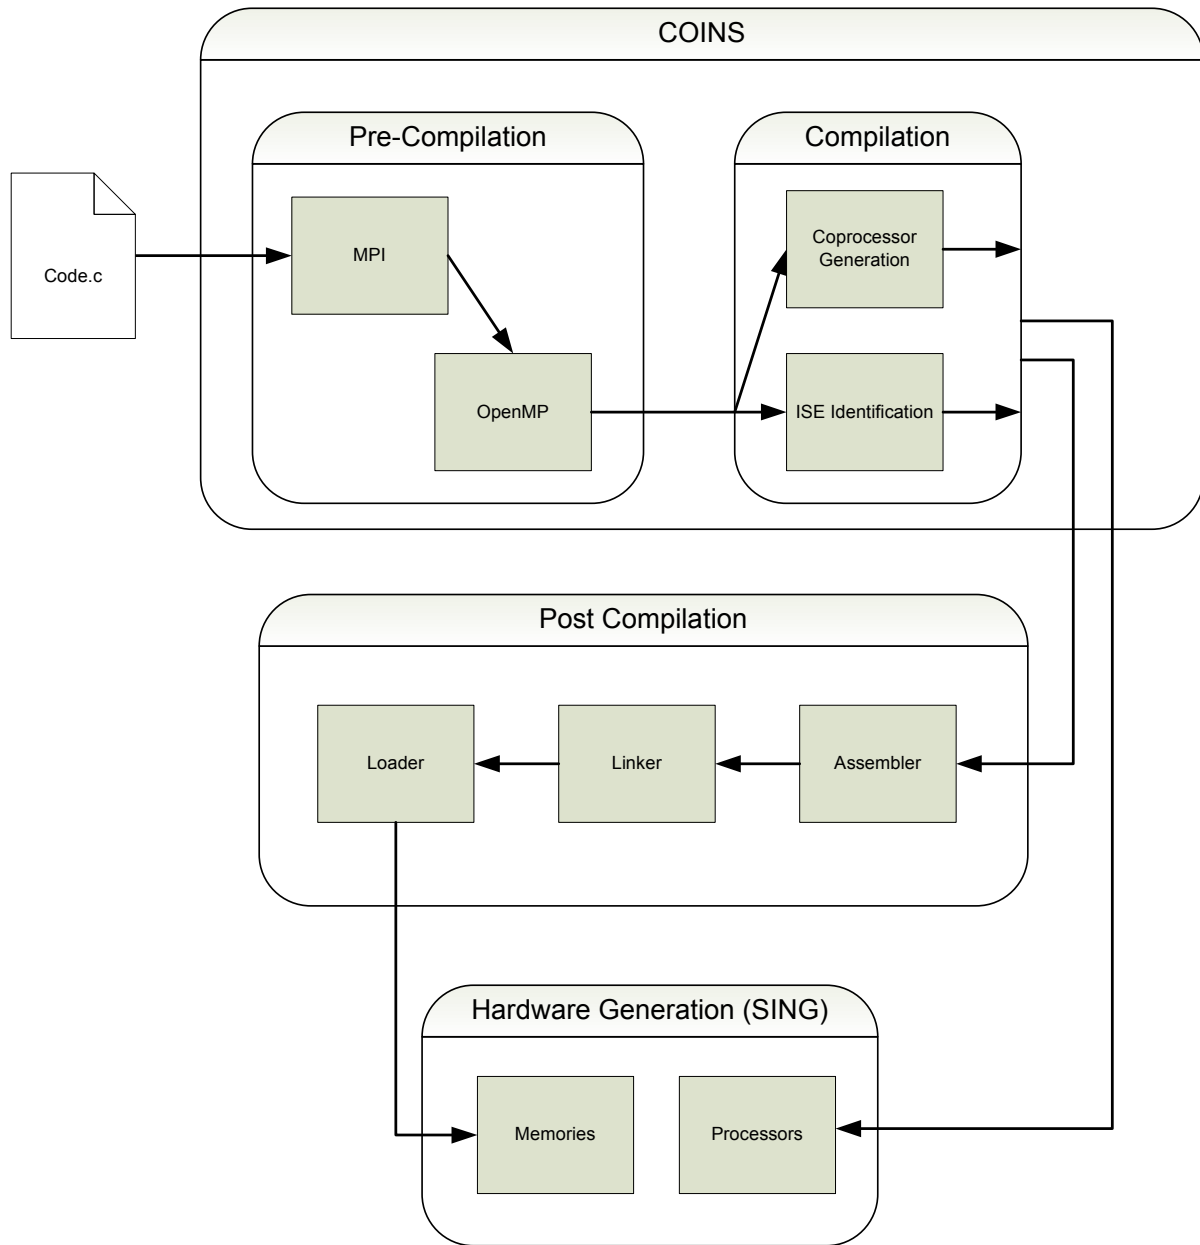 COINS
Pre-Compilation
Compilation
Code.c
MPI
OpenMP
Coprocessor
Generation
ISE Identification
Post Compilation
Loader
Linker
Assembler
Hardware Generation (SING)
Memories
Processors